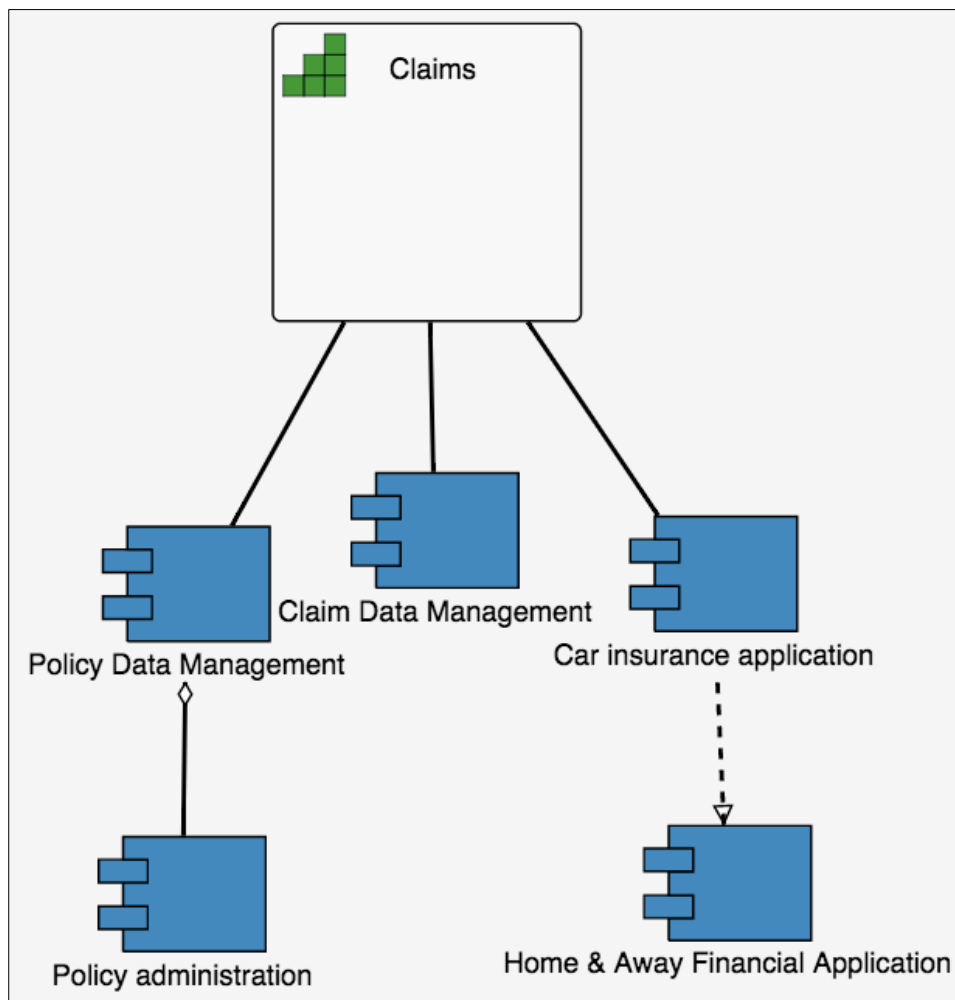 Claims
Claim Data Management
Policy Data Management
Car insurance application
Policy administration
Home & Away Financial Application